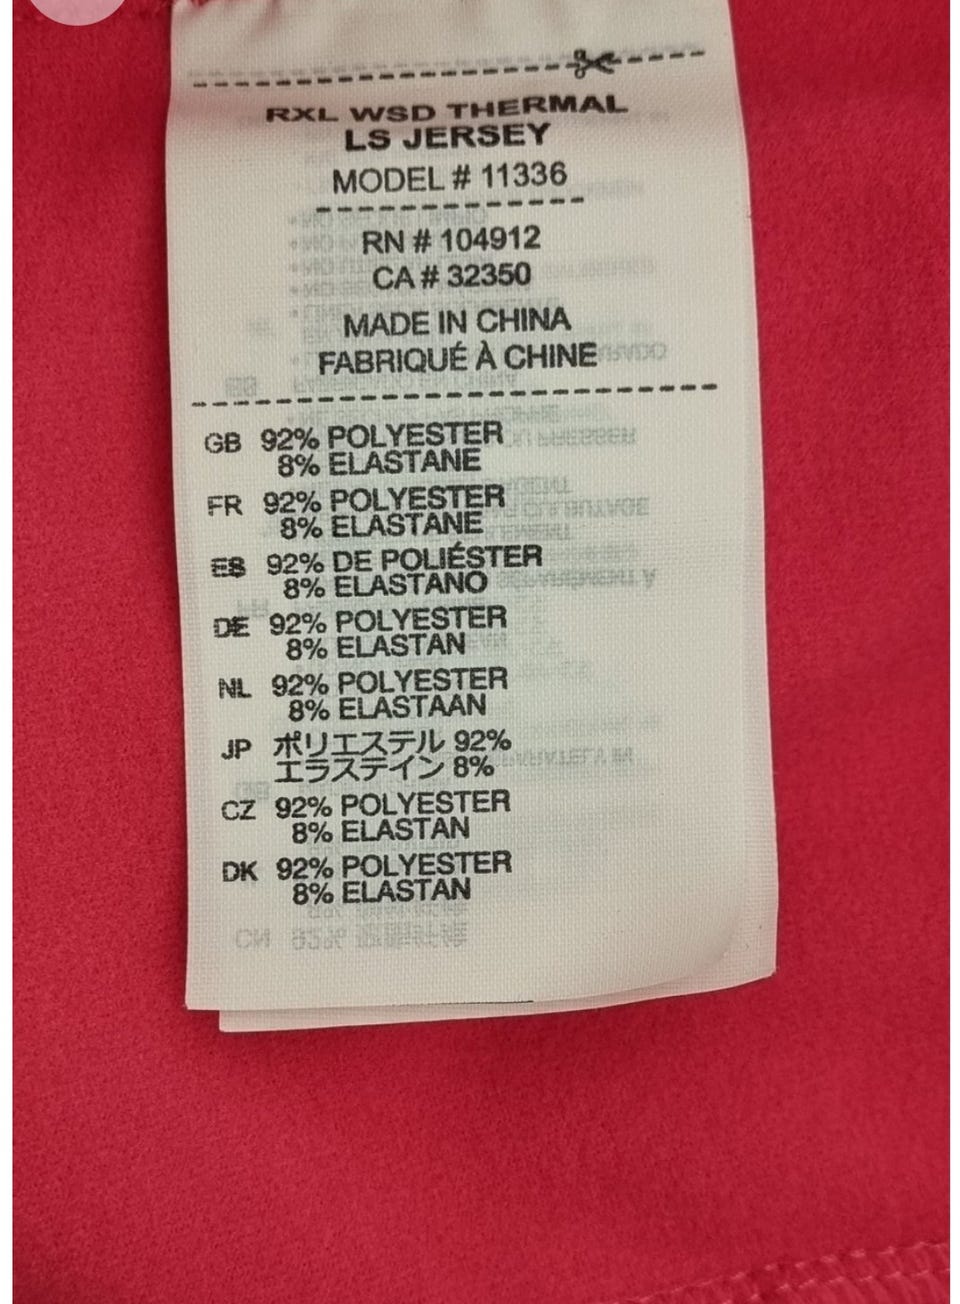 RXL WSD THERMAL
LS JERSEY
MODEL # 11336
RN # 104912
CA # 32350
MADE IN CHINA
FABRIQUÉ À CHINE
GB 92% POLYESTER
8% ELASTANE
FR 92% POLYESTER
8% ELASTANE
ES 92% DE POLIÉSTER
8% ELASTANO
DE 92% POLYESTER
8% ELASTAN
NL 92% POLYESTER
8% ELASTAAN
JP ポリエステル 92%
エラステイン 8%
CZ 92% POLYESTER
8% ELASTAN
DK 92% POLYESTER
8% ELASTAN